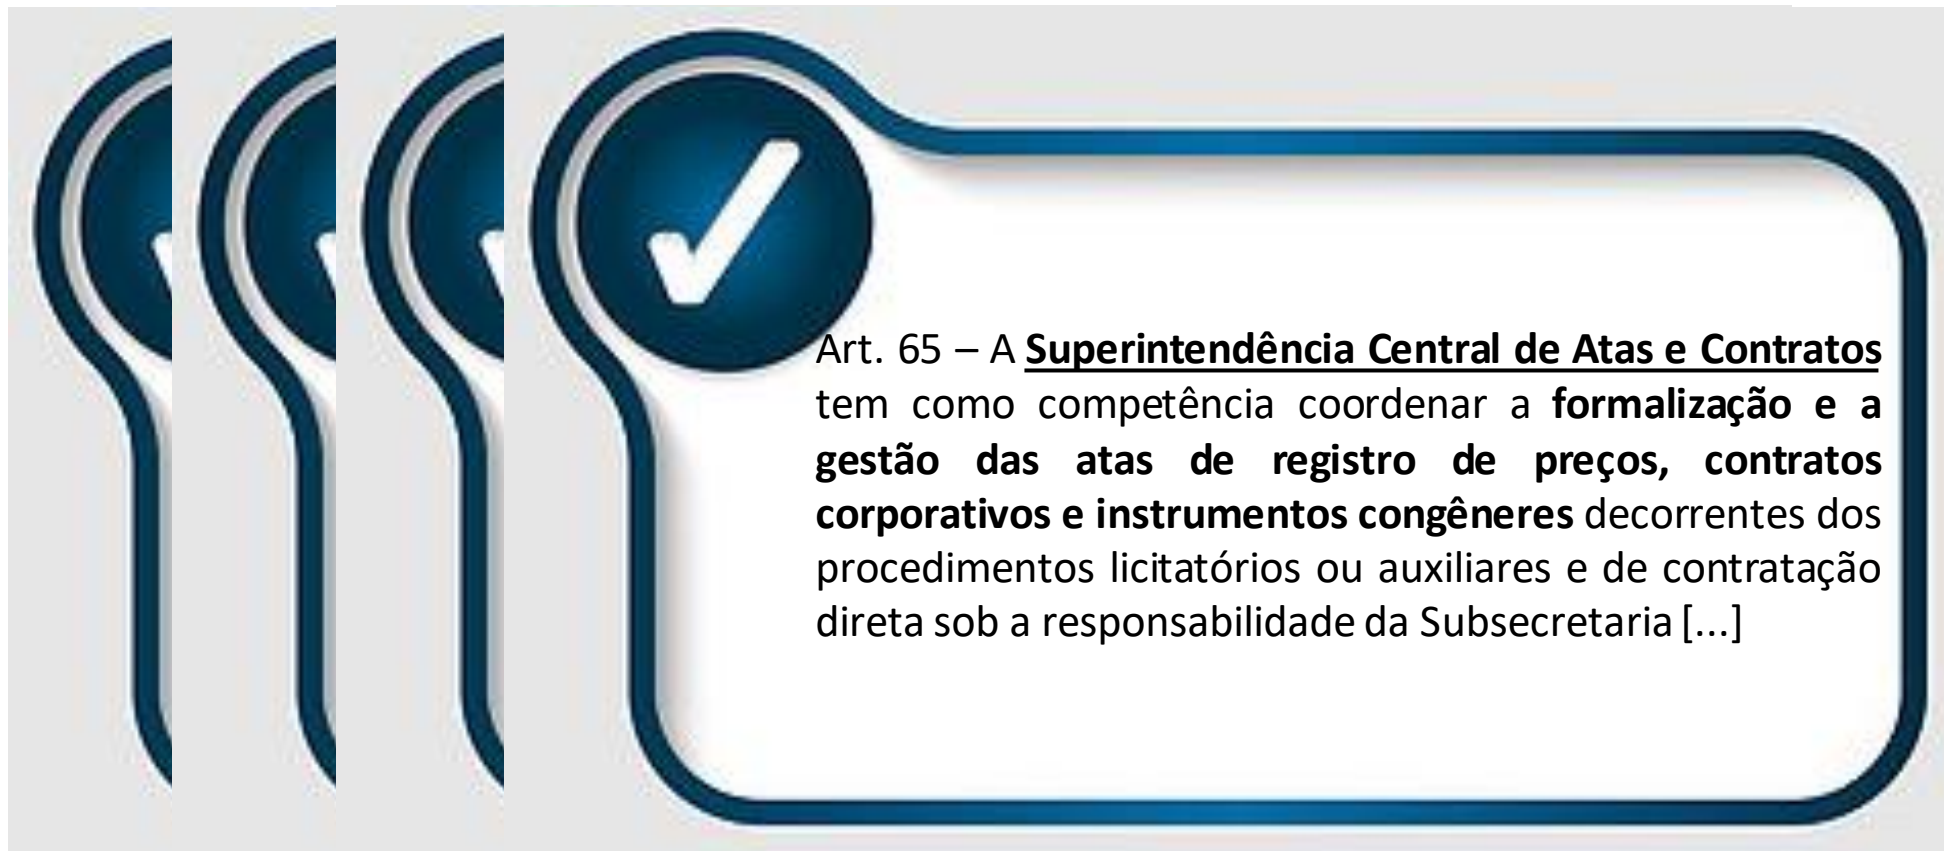 Art. 65 – A Superintendência Central de Atas e Contratos
tem como competência coordenar a formalização e a
gestão das atas de registro de preços, contratos
corporativos e instrumentos congêneres decorrentes dos
procedimentos licitatórios ou auxiliares e de contratação
direta sob a responsabilidade da Subsecretaria [...]